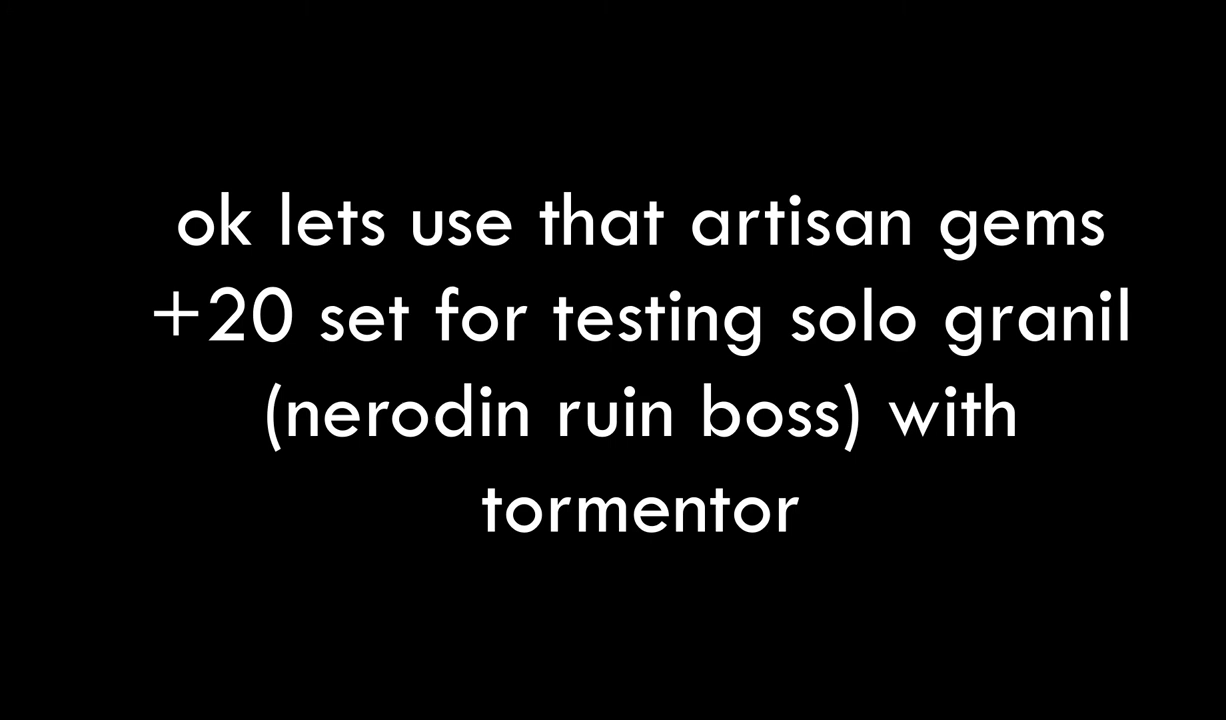 ok lets use that artisan gems
+20 set for testing solo granil
(nerodin ruin boss) with
tormentor